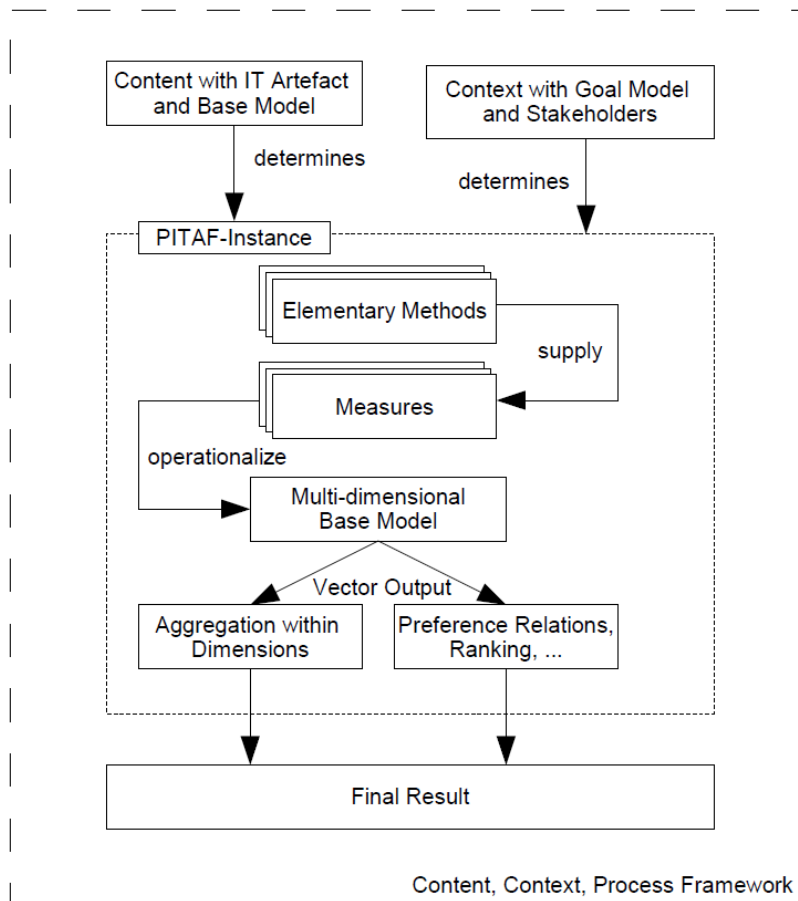 Content with IT Artefact
and Base Model
Context with Goal Model
and Stakeholders
determines
determines
PITAF-Instance
Elementary Methods
supply
Measures
operationalize
Multi-dimensional
Base Model
Vector Output
Aggregation within
Dimensions
Preference Relations,
Ranking, ...
Final Result
Content, Context, Process Framework